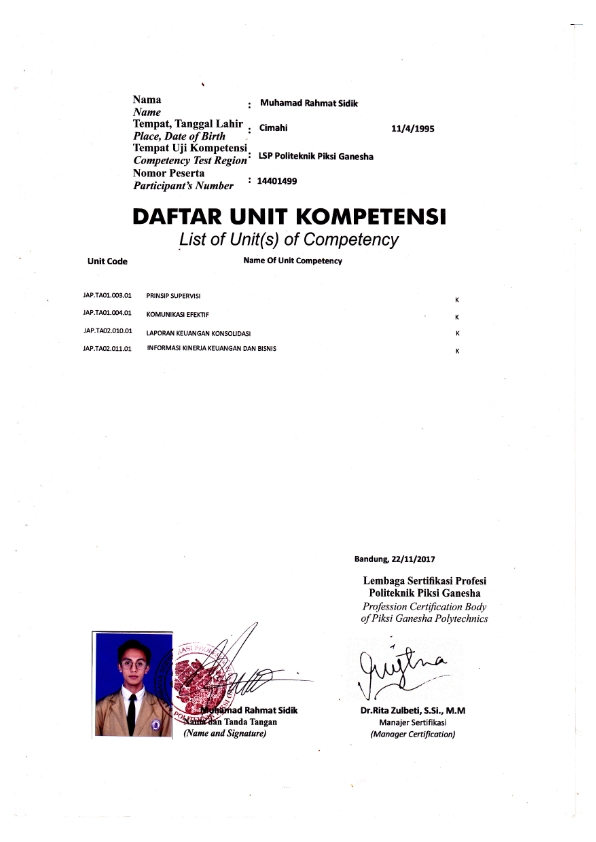 Nama : Muhamad Rahmat Sidik
Name
Tempat, Tanggal Lahir : Cimahi 11/4/1995
Place, Date of Birth
Tempat Uji Kompetensi : LSP Politeknik Piksi Ganesha
Competency Test Region
Nomor Peserta : 14401499
Participant's Number
DAFTAR UNIT KOMPETENSI
List of Unit(s) of Competency
Unit Code Name Of Unit Competency
JAP.TA01.003.01 PRINSIP SUPERVISI K
JAP.TA01.004.01 KOMUNIKASI EFEKTIF K
JAP.TA02.010.01 LAPORAN KEUANGAN KONSOLIDASI K
JAP.TA02.011.01 INFORMASI KINERJA KEUANGAN DAN BISNIS K
Bandung, 22/11/2017
Lembaga Sertifikasi Profesi
Politeknik Piksi Ganesha
Profession Certification Body
of Piksi Ganesha Polytechnics
Muhamad Rahmat Sidik
Nama dan Tanda Tangan
(Name and Signature)
Dr.Rita Zulbeti, S.Si., M.M
Manajer Sertifikasi
(Manager Certification)